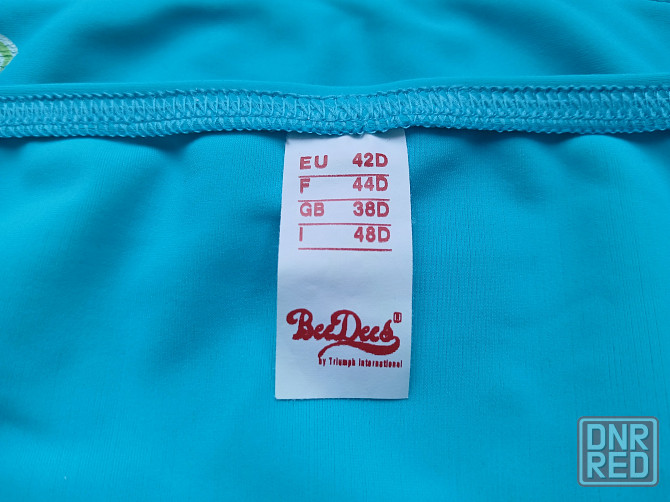 EU 42D
F 44D
GB 38D
I 48D
BeeDees
by Triumph International
DNR
RED